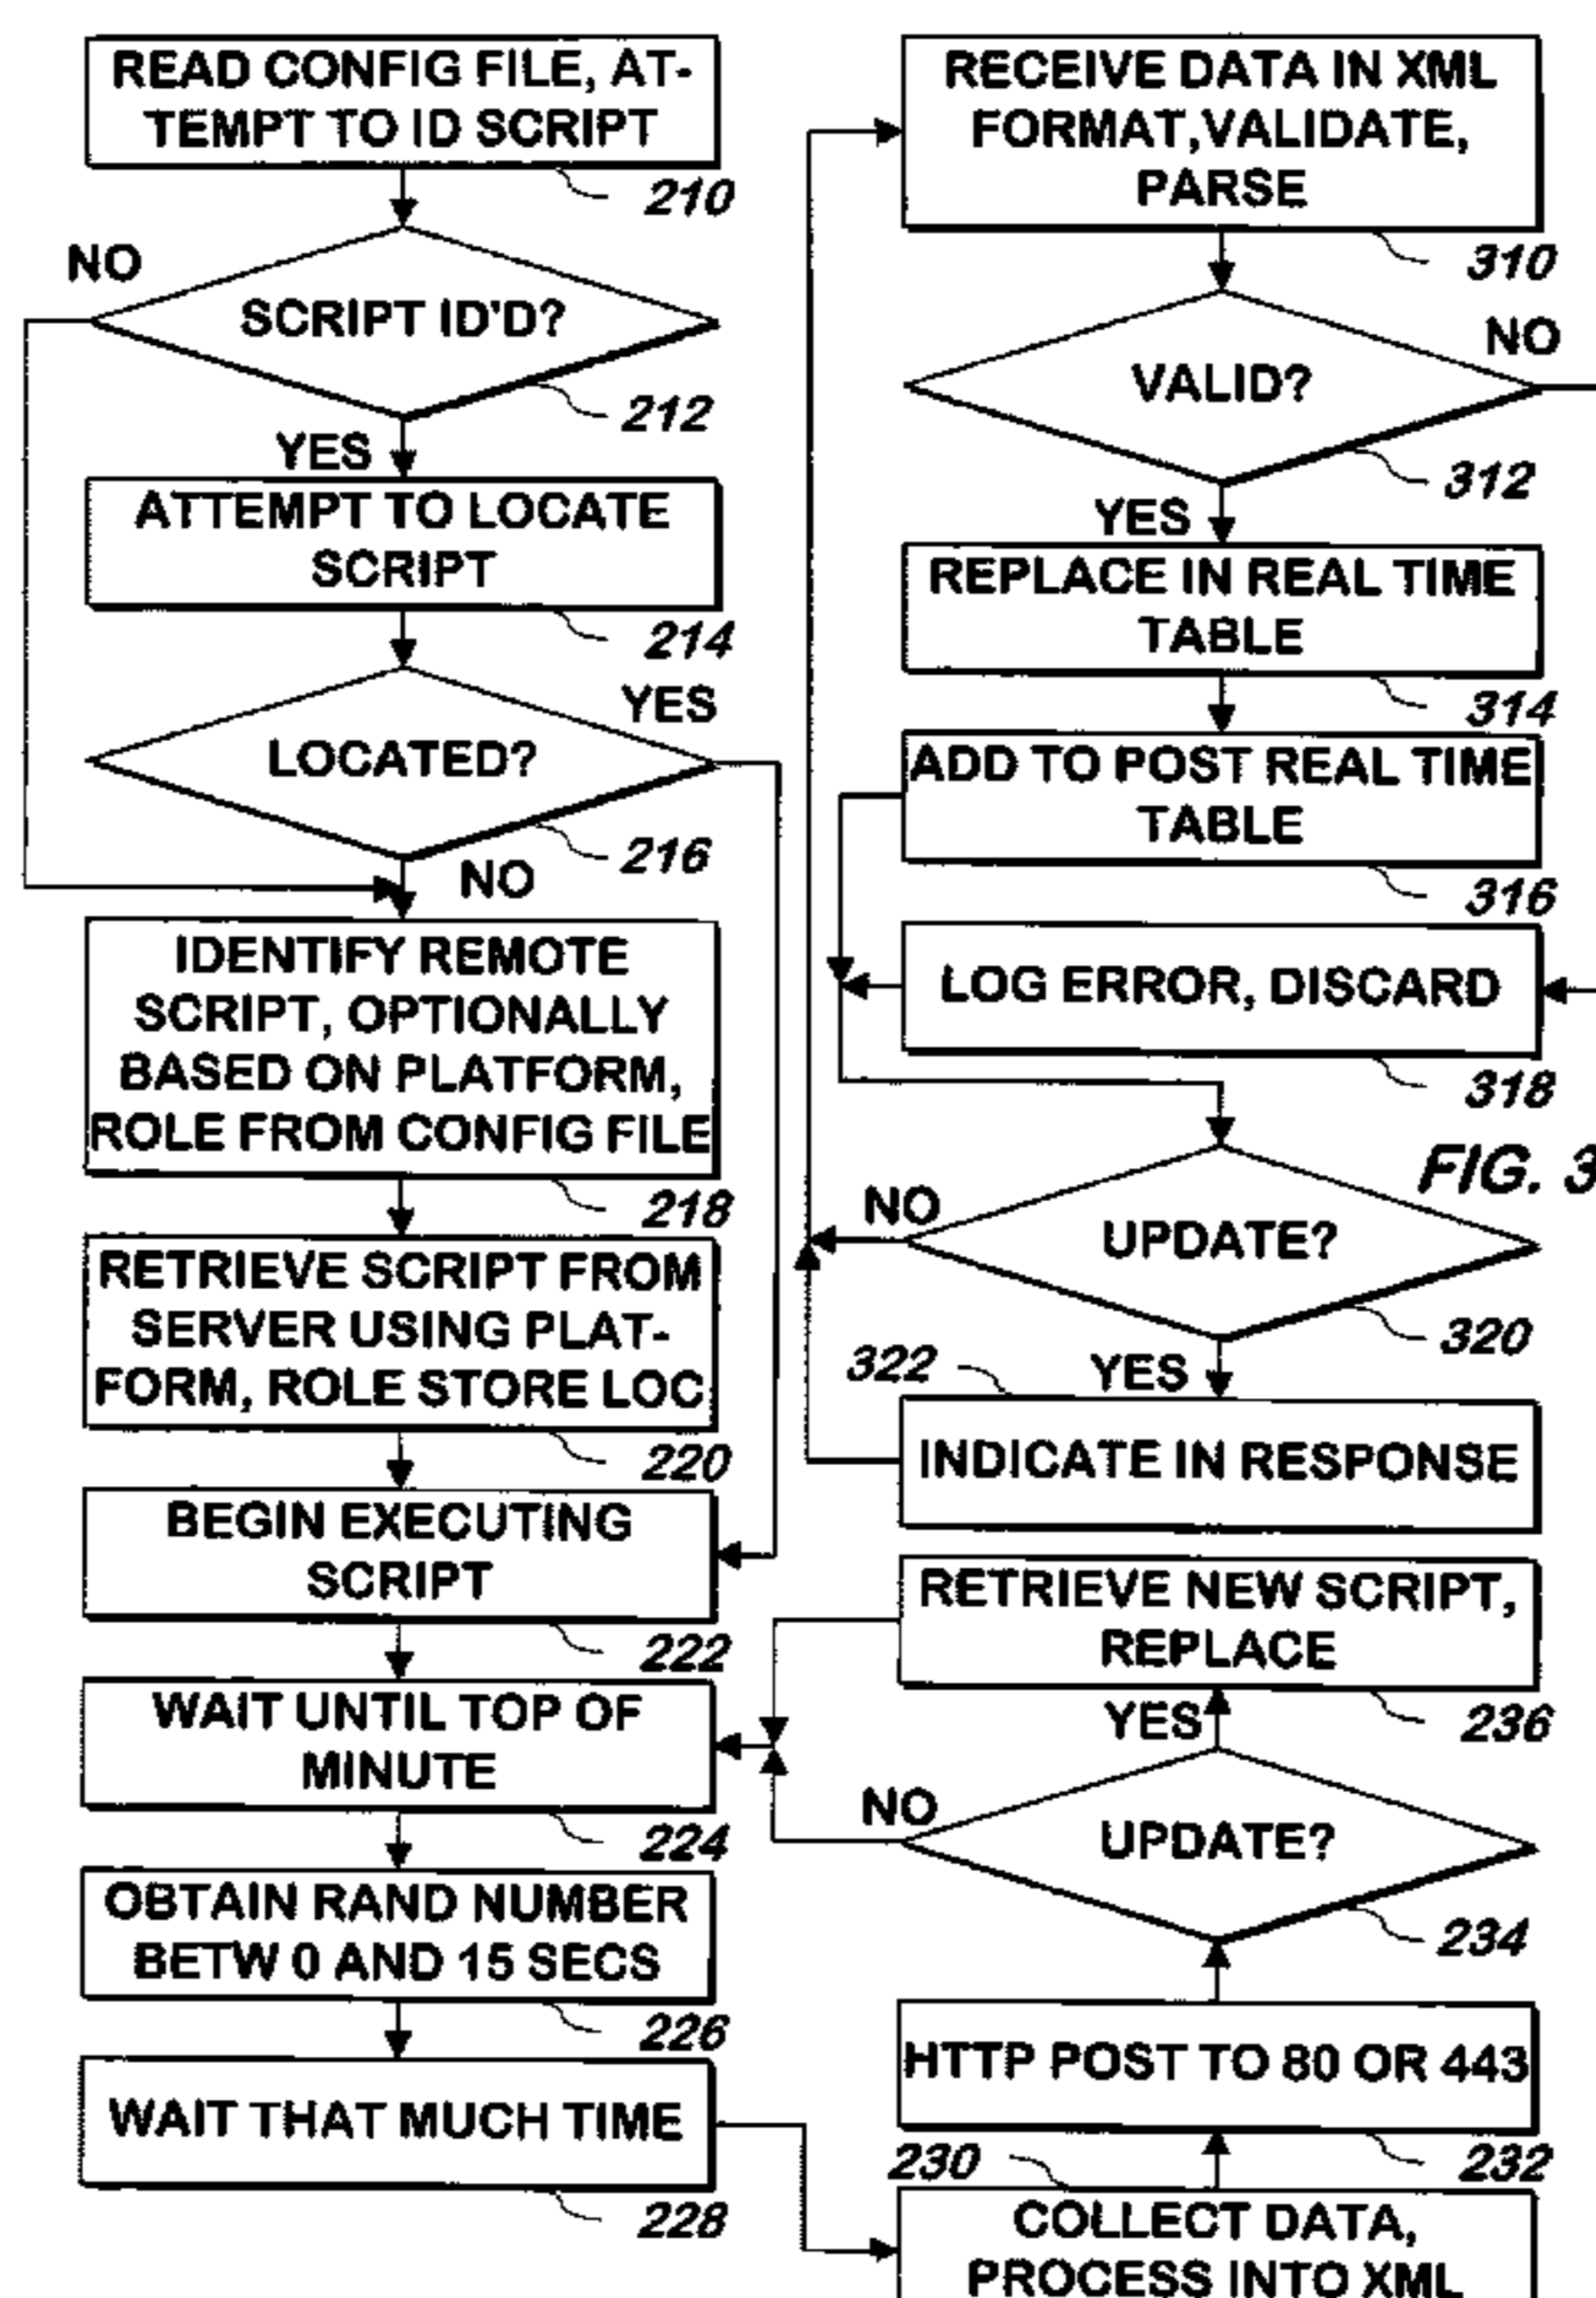 READ CONFIG FILE, AT-
TEMPT TO ID SCRIPT
210
NO
SCRIPT ID'D?
212
YES
ATTEMPT TO LOCATE
SCRIPT
214
YES
LOCATED?
216
NO
IDENTIFY REMOTE
SCRIPT, OPTIONALLY
BASED ON PLATFORM,
ROLE FROM CONFIG FILE
218
RETRIEVE SCRIPT FROM
SERVER USING PLAT-
FORM, ROLE STORE LOC
220
BEGIN EXECUTING
SCRIPT
222
WAIT UNTIL TOP OF
MINUTE
224
OBTAIN RAND NUMBER
BETW 0 AND 15 SECS
226
WAIT THAT MUCH TIME
228
RECEIVE DATA IN XML
FORMAT,VALIDATE,
PARSE
310
NO
VALID?
312
YES
REPLACE IN REAL TIME
TABLE
314
ADD TO POST REAL TIME
TABLE
316
LOG ERROR, DISCARD
318
FIG. 3
NO
UPDATE?
320
322
YES
INDICATE IN RESPONSE
RETRIEVE NEW SCRIPT,
REPLACE
236
YES
NO
UPDATE?
234
HTTP POST TO 80 OR 443
232
230
COLLECT DATA,
PROCESS INTO XML